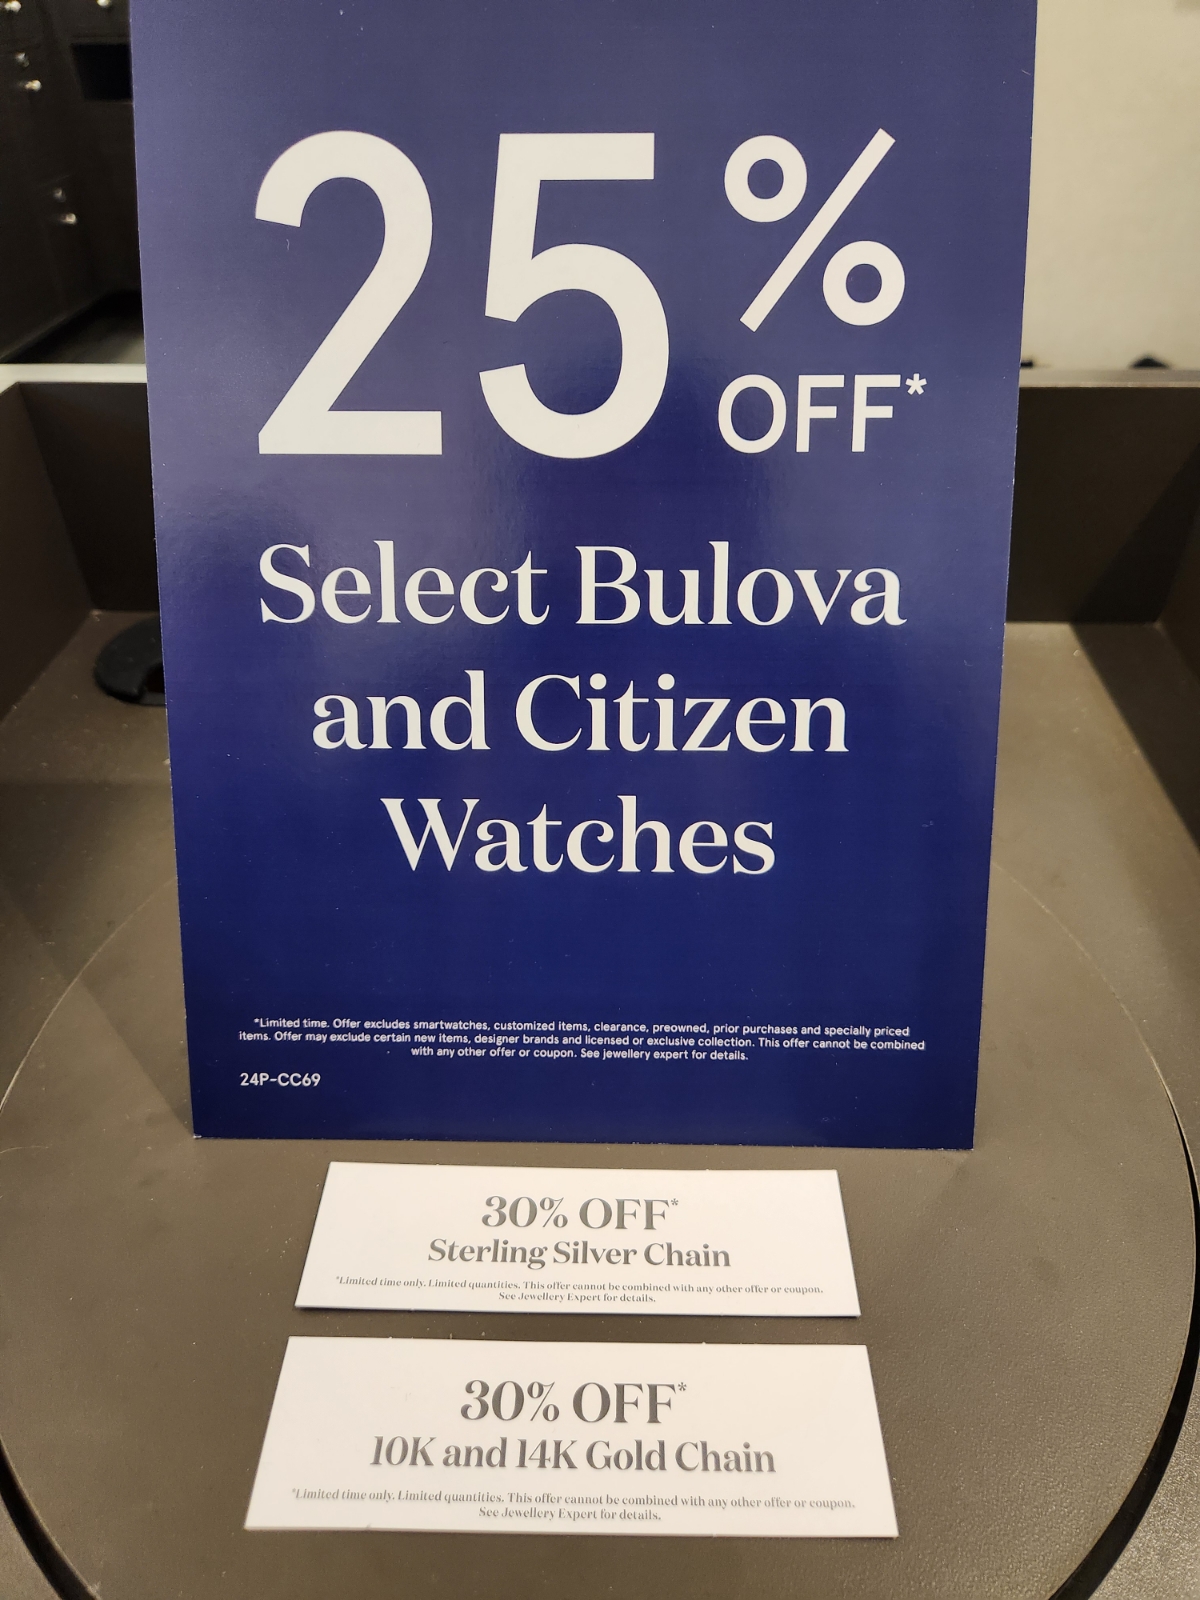 25%
OFF*
Select Bulova
and Citizen
Watches
*Limited time. Offer excludes smartwatches, customized items, clearance, preowned, prior purchases and specially priced
items. Offer may exclude certain new items, designer brands and licensed or exclusive collection. This offer cannot be combined
with any other offer or coupon. See jewellery expert for details.
24P-CC69
30% OFF*
Sterling Silver Chain
*Limited time only. Limited quantities. This offer cannot be combined with any other offer or coupon.
See Jewellery Expert for details.
30% OFF*
10K and 14K Gold Chain
*Limited time only. Limited quantities. This offer cannot be combined with any other offer or coupon.
See Jewellery Expert for details.